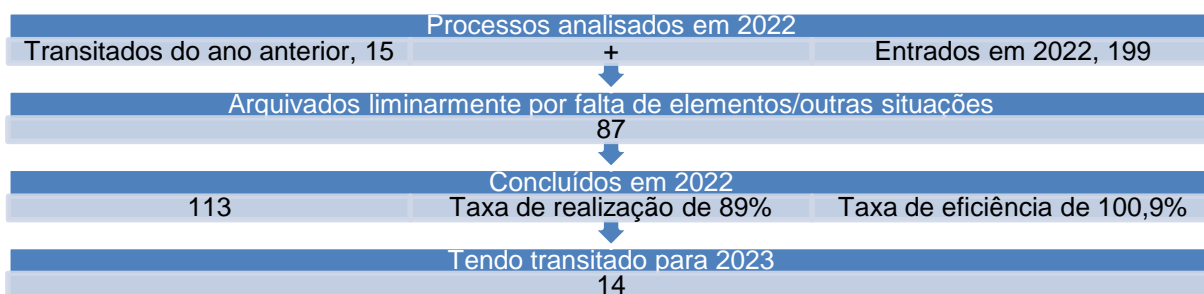 Processos analisados em 2022
Transitados do ano anterior, 15 + Entrados em 2022, 199
Arquivados liminarmente por falta de elementos/outras situações
87
Concluídos em 2022
113 Taxa de realização de 89% Taxa de eficiência de 100,9%
Tendo transitado para 2023
14